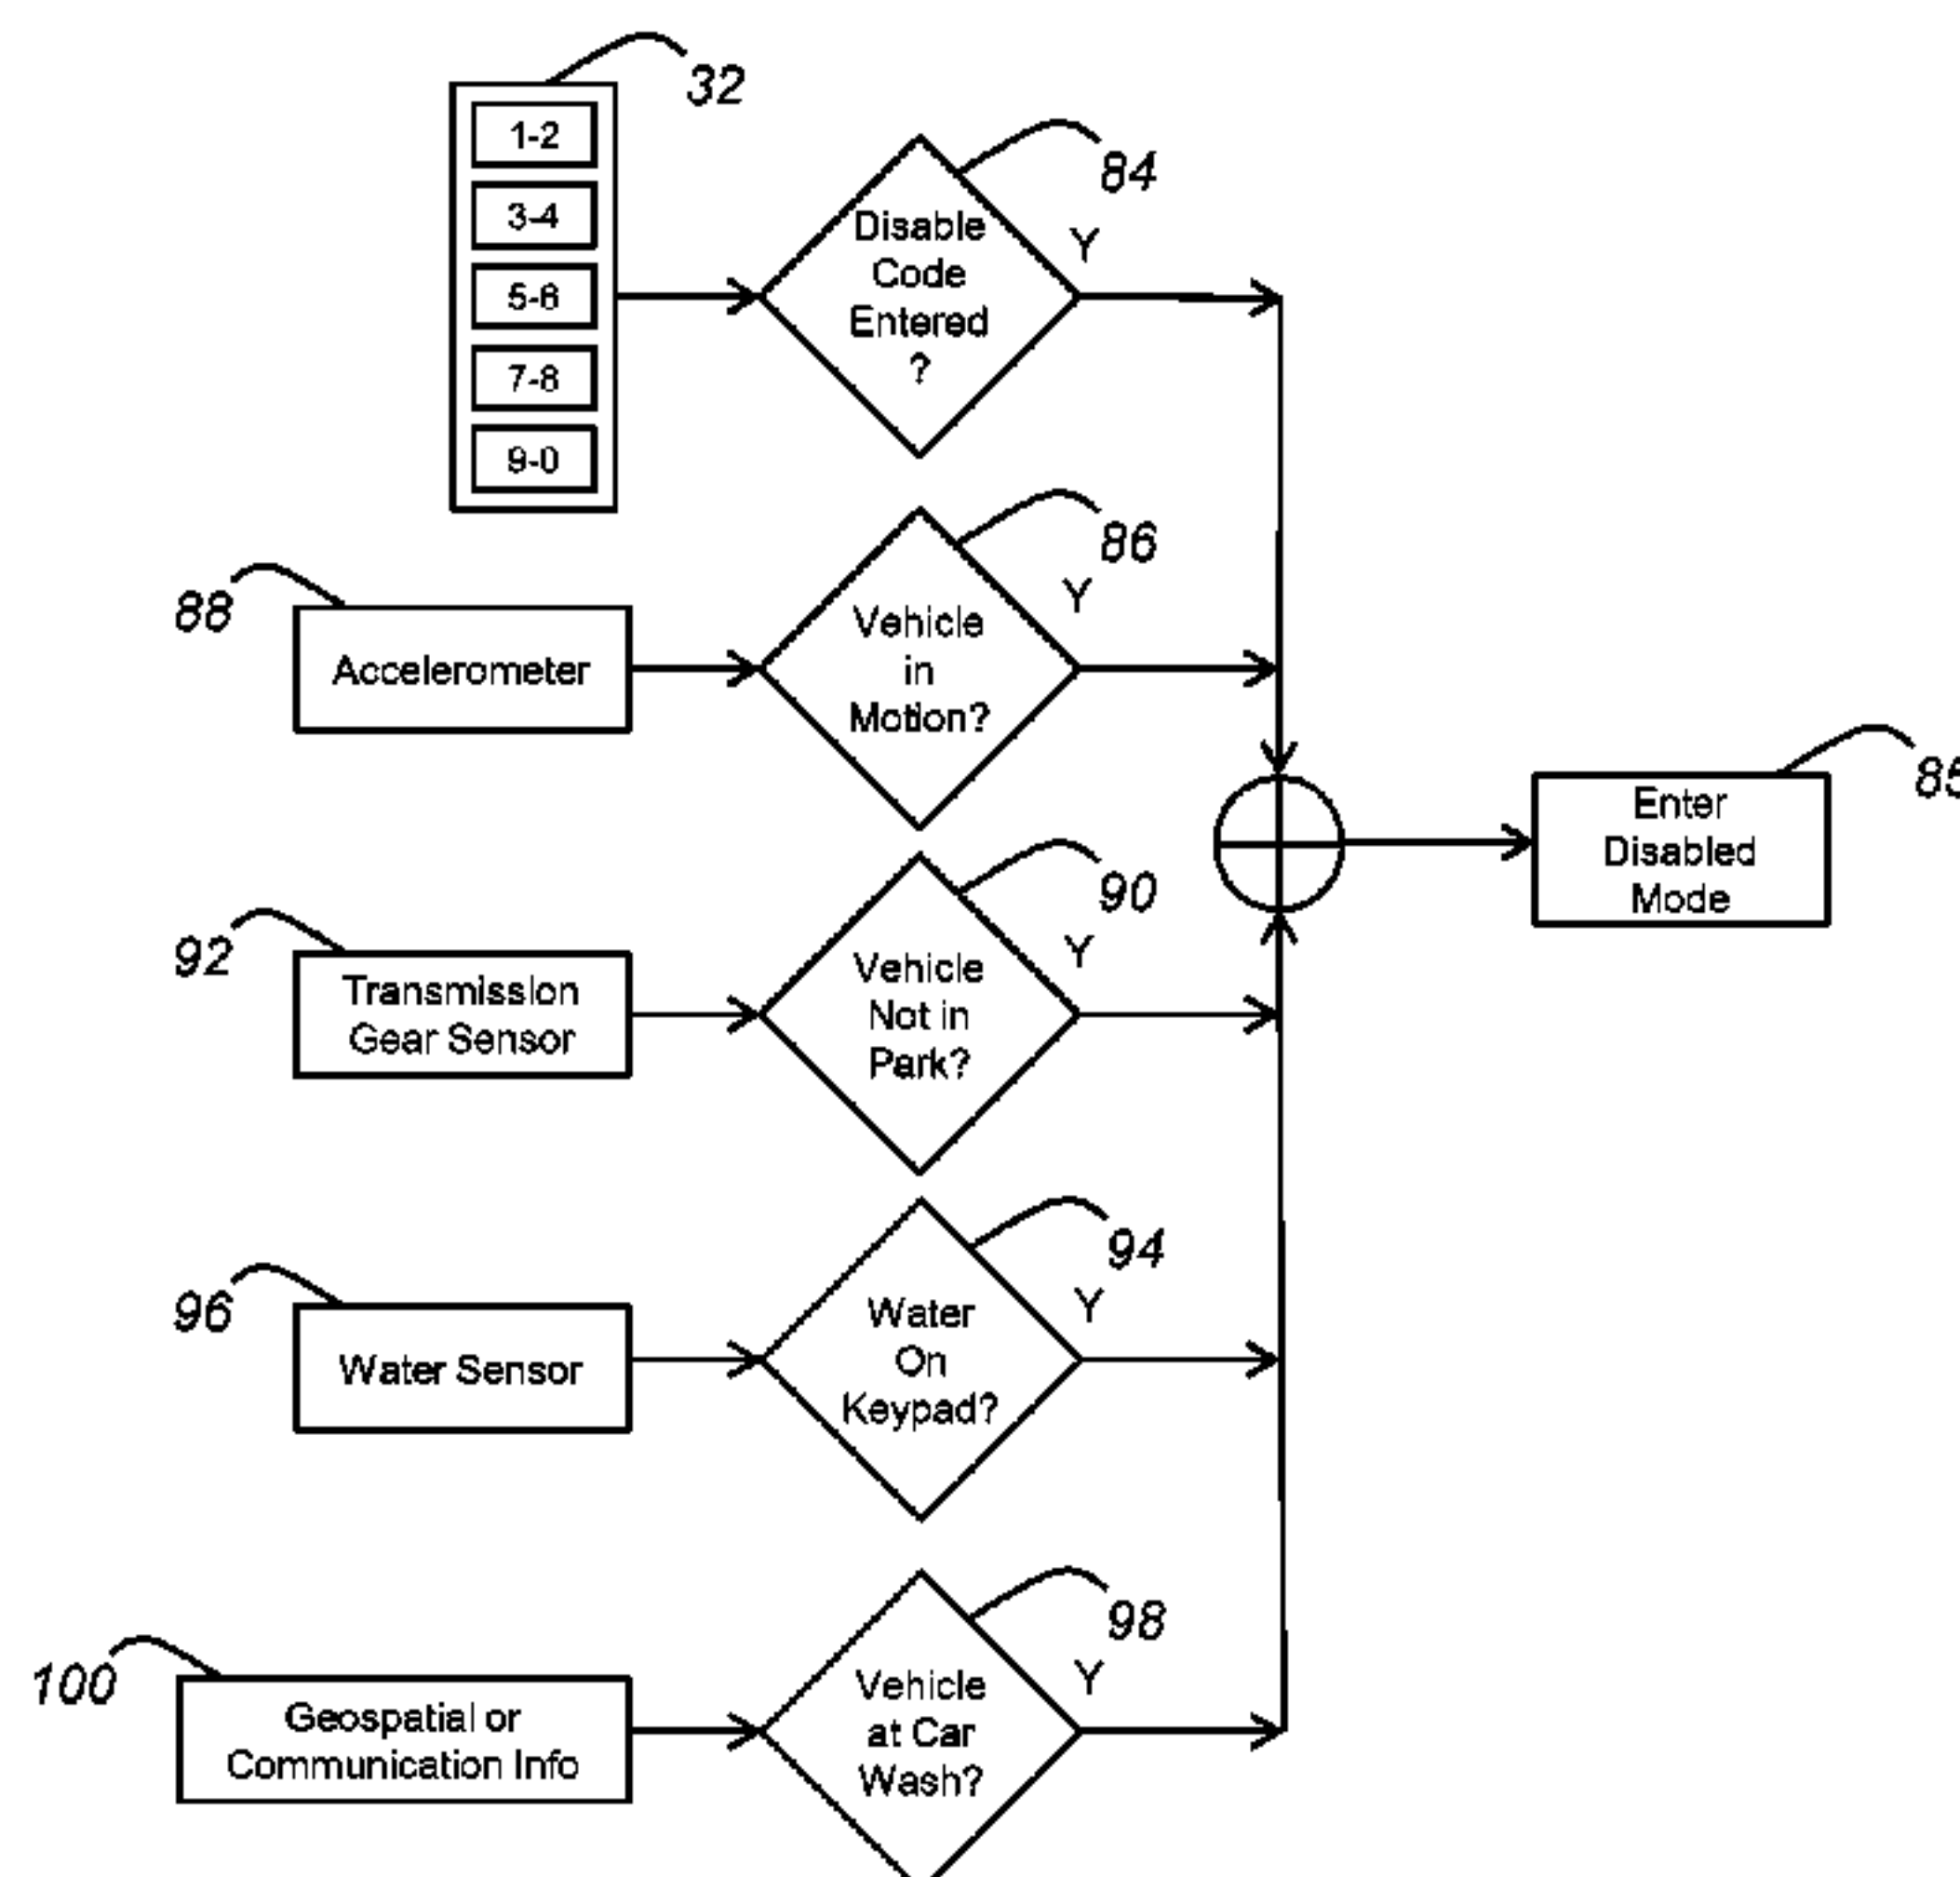 32
1-2
3-4
5-6
7-8
9-0
84
Disable
Code
Entered
?
Y
88
Accelerometer
86
Vehicle
in
Motion?
Y
85
Enter
Disabled
Mode
92
Transmission
Gear Sensor
90
Vehicle
Not in
Park?
Y
96
Water Sensor
94
Water
On
Keypad?
Y
100
Geospatial or
Communication Info
98
Vehicle
at Car
Wash?
Y